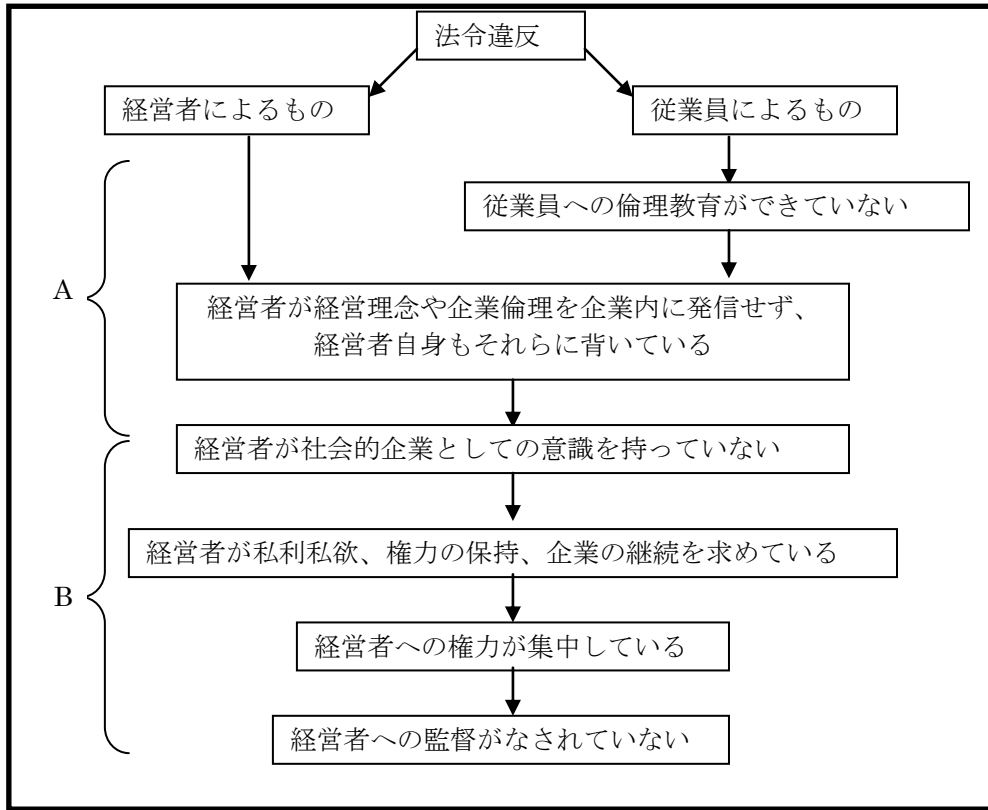 法令違反
経営者によるもの
従業員によるもの
従業員への倫理教育ができていない
A
経営者が経営理念や企業倫理を企業内に発信せず、
経営者自身もそれらに背いている
経営者が社会的企業としての意識を持っていない
経営者が私利私欲、権力の保持、企業の継続を求めている
B
経営者への権力が集中している
経営者への監督がなされていない